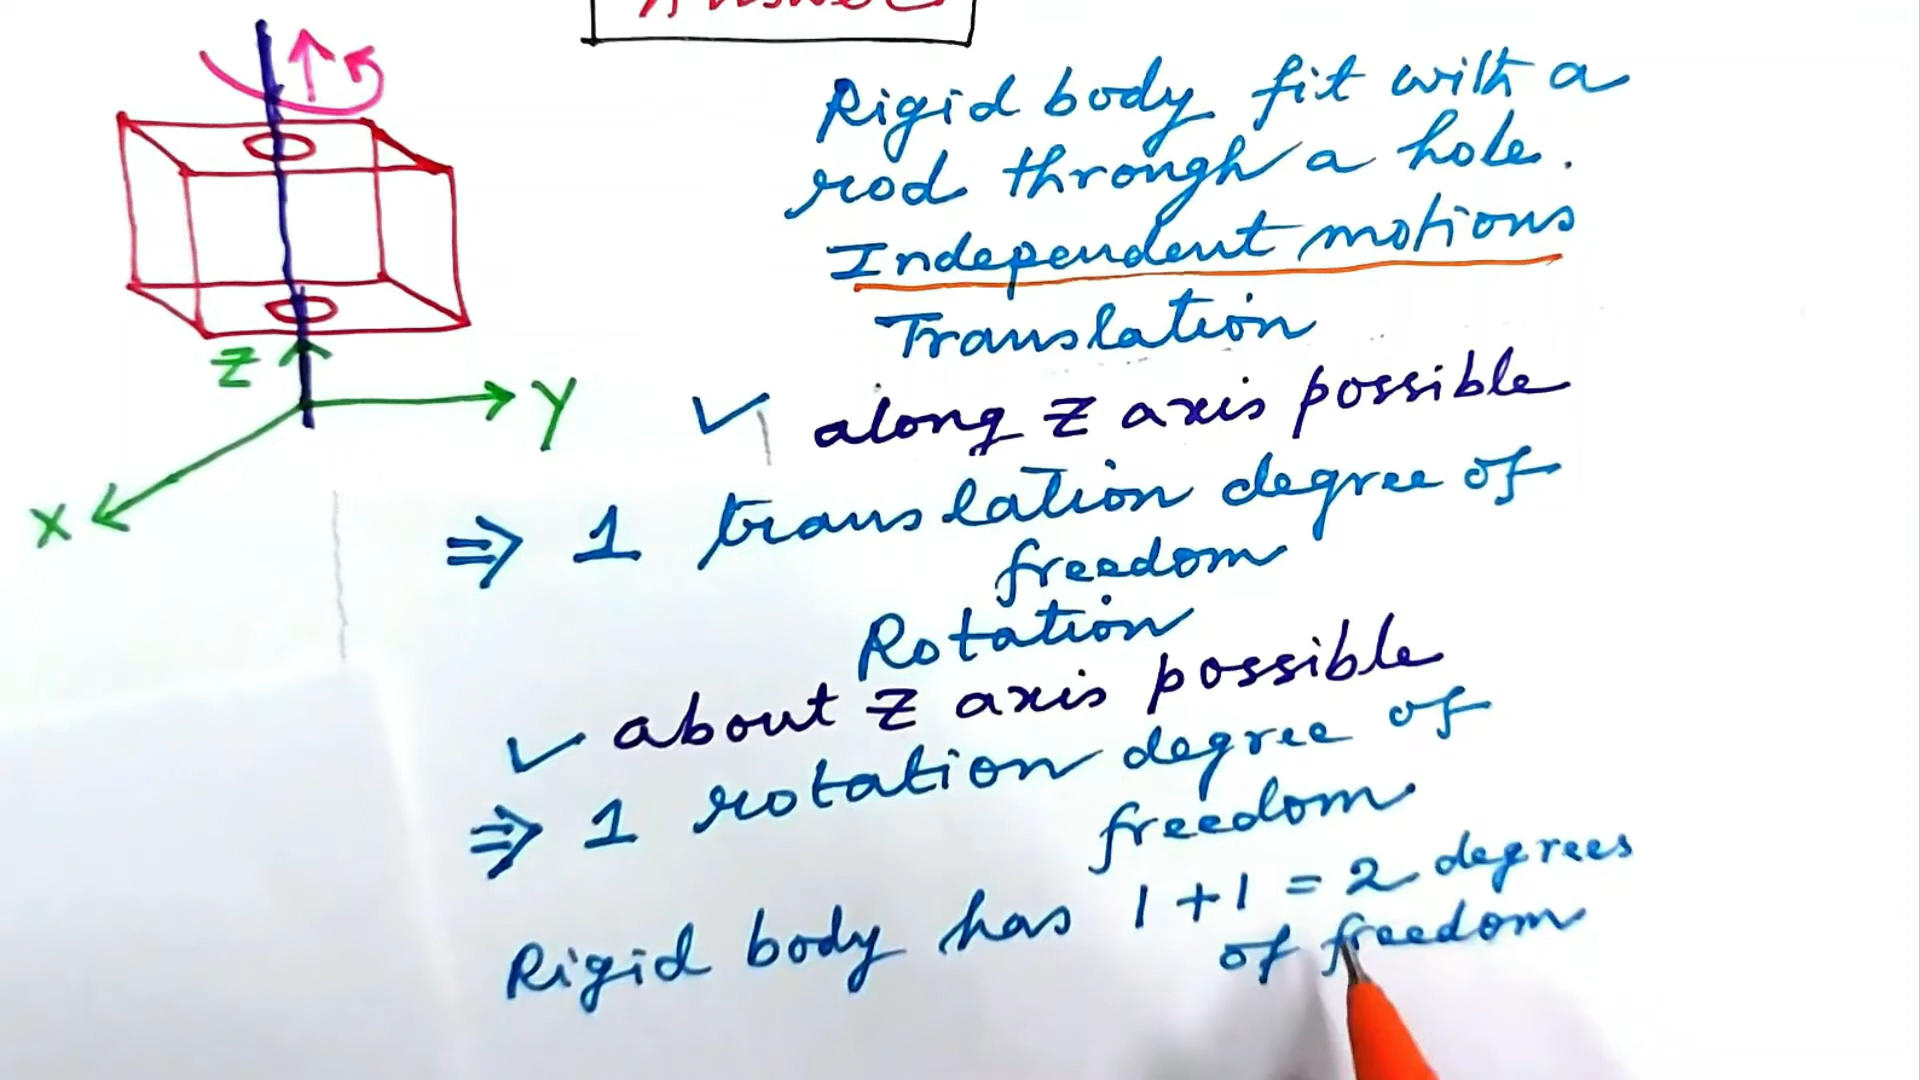 Answer
Rigid body fit with a
rod through a hole.
Independent motions
Translation
✓ along Z axis possible
⇒ 1 translation degree of
freedom
Rotation
✓ about Z axis possible
⇒ 1 rotation degree of
freedom
Rigid body has 1 + 1 = 2 degrees
of freedom
Z
Y
X